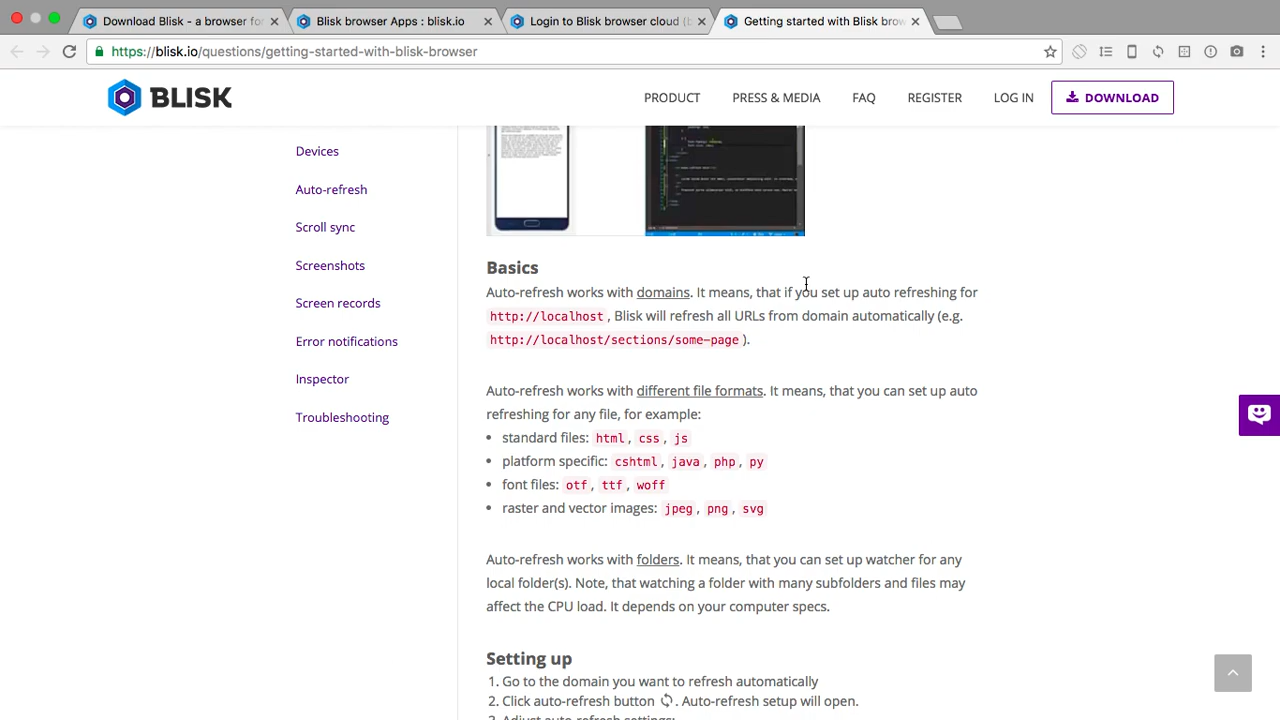 Download Blisk - a browser for
Blisk browser Apps : blisk.io
Login to Blisk browser cloud (b
Getting started with Blisk brow
https://blisk.io/questions/getting-started-with-blisk-browser
BLISK
PRODUCT
PRESS & MEDIA
FAQ
REGISTER
LOG IN
DOWNLOAD
Devices
Auto-refresh
Scroll sync
Screenshots
Screen records
Error notifications
Inspector
Troubleshooting
Basics
Auto-refresh works with domains. It means, that if you set up auto refreshing for
http://localhost , Blisk will refresh all URLs from domain automatically (e.g.
http://localhost/sections/some-page ).
Auto-refresh works with different file formats. It means, that you can set up auto
refreshing for any file, for example:
• standard files: html , css , js
• platform specific: cshtml , java , php , py
• font files: otf , ttf , woff
• raster and vector images: jpeg , png , svg
Auto-refresh works with folders. It means, that you can set up watcher for any
local folder(s). Note, that watching a folder with many subfolders and files may
affect the CPU load. It depends on your computer specs.
Setting up
1. Go to the domain you want to refresh automatically
2. Click auto-refresh button . Auto-refresh setup will open.
3. Adjust auto-refresh settings: